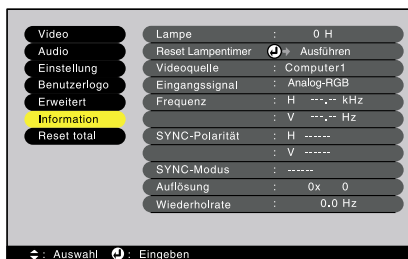 Video
Audio
Einstellung
Benutzerlogo
Erweitert
Information
Reset total
Lampe : 0 H
Reset Lampentimer Ausführen
Videoquelle : Computer1
Eingangssignal : Analog-RGB
Frequenz : H ---.-- kHz
: V ---.-- Hz
SYNC-Polarität : H ------
: V ------
SYNC-Modus : ------
Auflösung : 0x 0
Wiederholrate : 0.0 Hz
: Auswahl : Eingeben